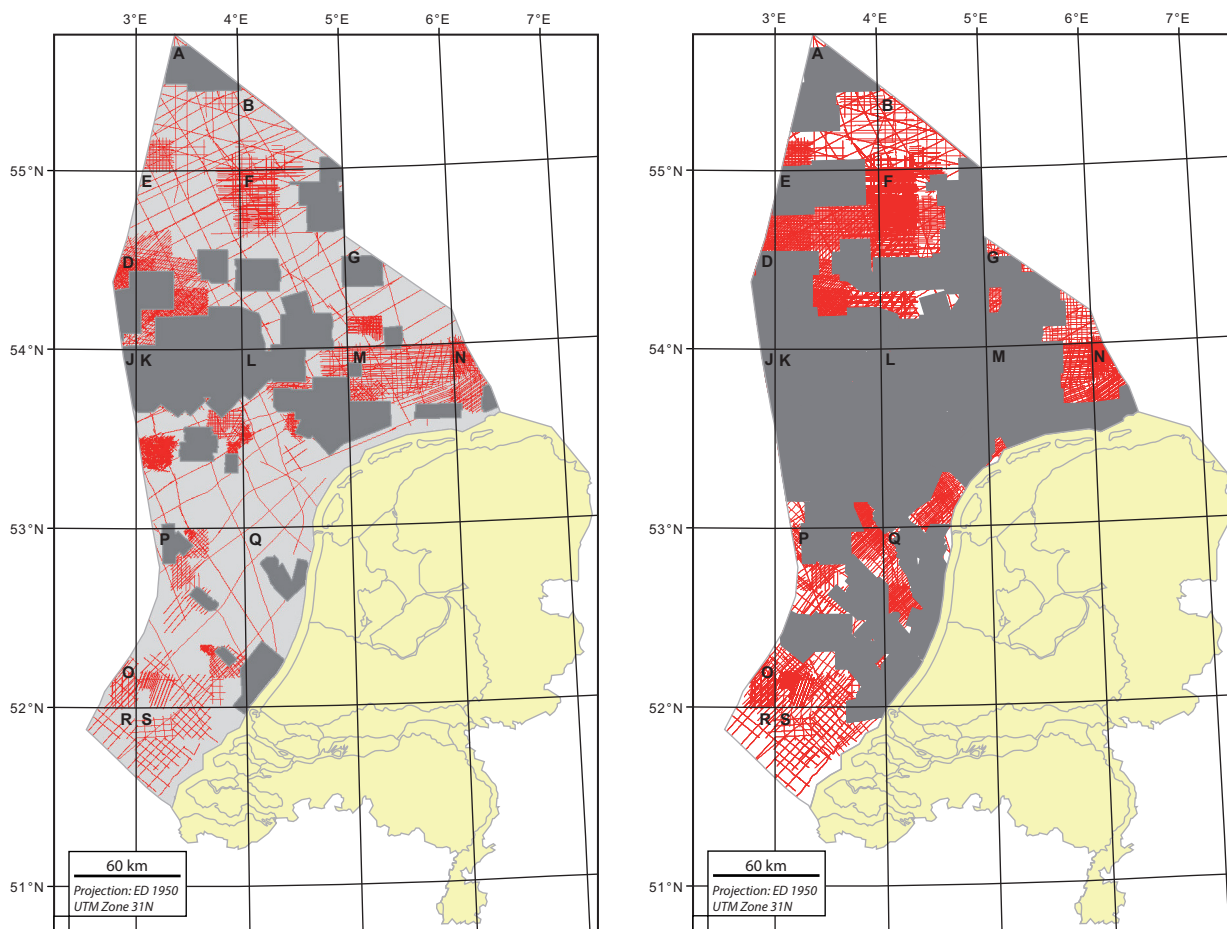 3°E 4°E 5°E 6°E 7°E
A
B
55°N
E F
D G
54°N
J K L M N
53°N
P Q
O
52°N
R S
60 km
51°N
Projection: ED 1950
UTM Zone 31N
3°E 4°E 5°E 6°E 7°E
A
B
55°N
E F
D G
54°N
J K L M N
53°N
P Q
O
52°N
R S
60 km
51°N
Projection: ED 1950
UTM Zone 31N